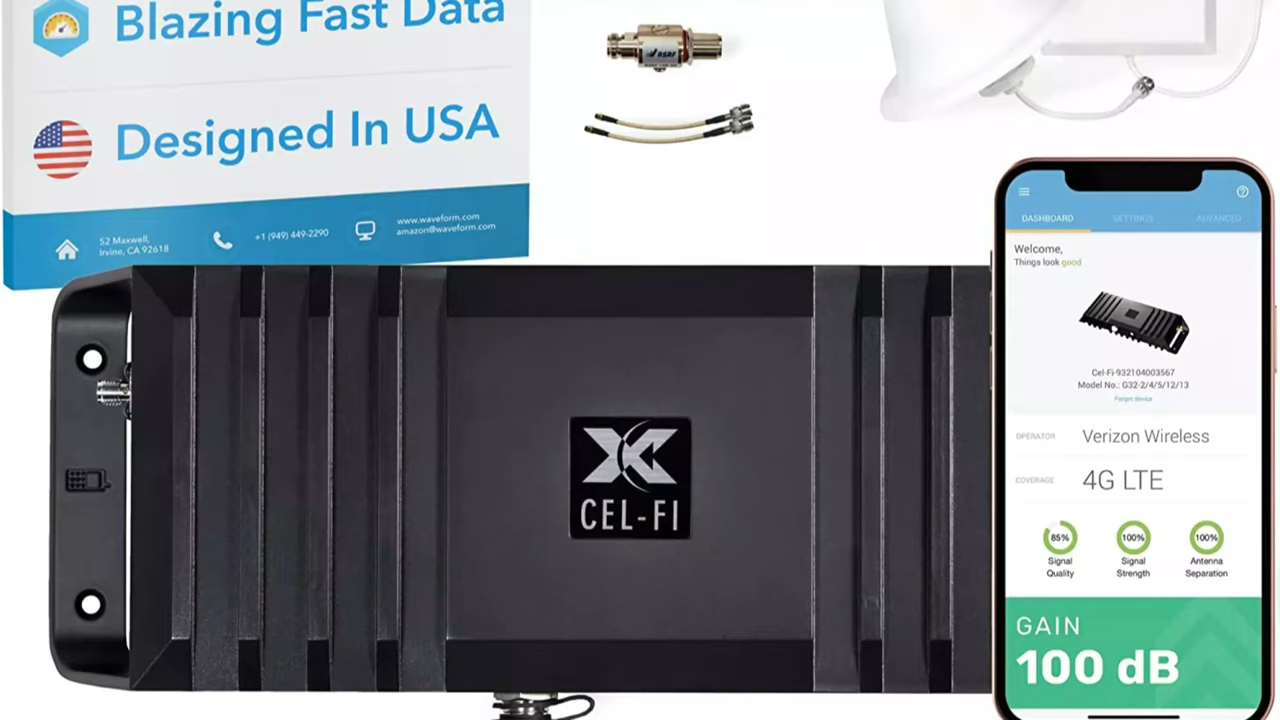 Blazing Fast Data
Designed In USA
52 Maxwell,
Irvine, CA 92618
+1 (949) 449-2290
www.waveform.com
amazon@waveform.com
CEL-FI
DASHBOARD
SETTINGS
ADVANCED
Welcome,
Things look good
Cel-Fi-932104003567
Model No.: G32-2/4/5/12/13
Forget device
OPERATOR Verizon Wireless
COVERAGE 4G LTE
85% 100% 100%
Signal Quality
Signal Strength
Antenna Separation
GAIN
100 dB